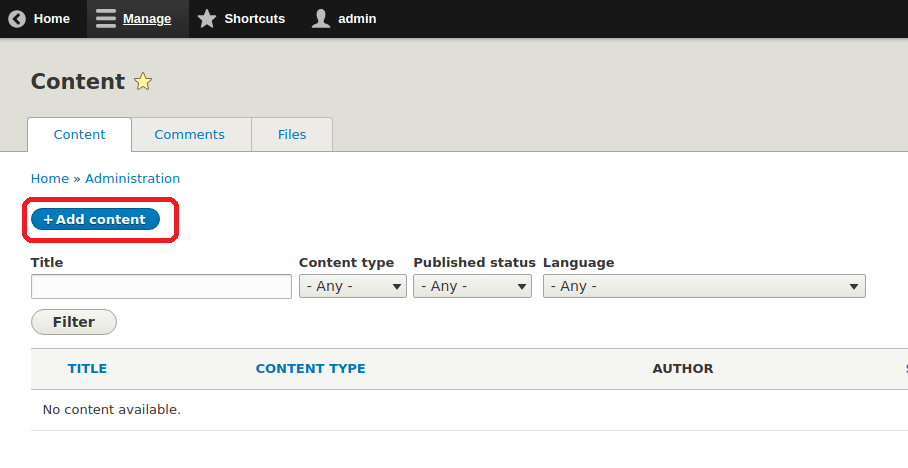 Home Manage Shortcuts admin
Content
Content Comments Files
Home » Administration
+ Add content
Title Content type Published status Language
- Any - - Any - - Any -
Filter
TITLE CONTENT TYPE AUTHOR
No content available.